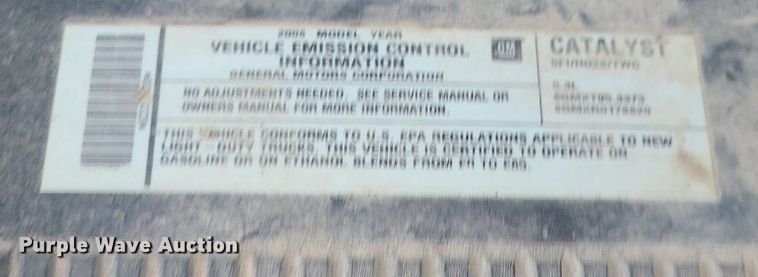 2005 MODEL YEAR
VEHICLE EMISSION CONTROL
INFORMATION
GENERAL MOTORS CORPORATION
GM
CATALYST
5.3L
NO ADJUSTMENTS NEEDED. SEE SERVICE MANUAL OR
OWNERS MANUAL FOR MORE INFORMATION.
THIS VEHICLE CONFORMS TO U.S. EPA REGULATIONS APPLICABLE TO NEW
LIGHT-DUTY TRUCKS. THIS VEHICLE IS CERTIFIED TO OPERATE ON
GASOLINE OR ON ETHANOL BLENDS FROM E0 TO E85.
Purple Wave Auction